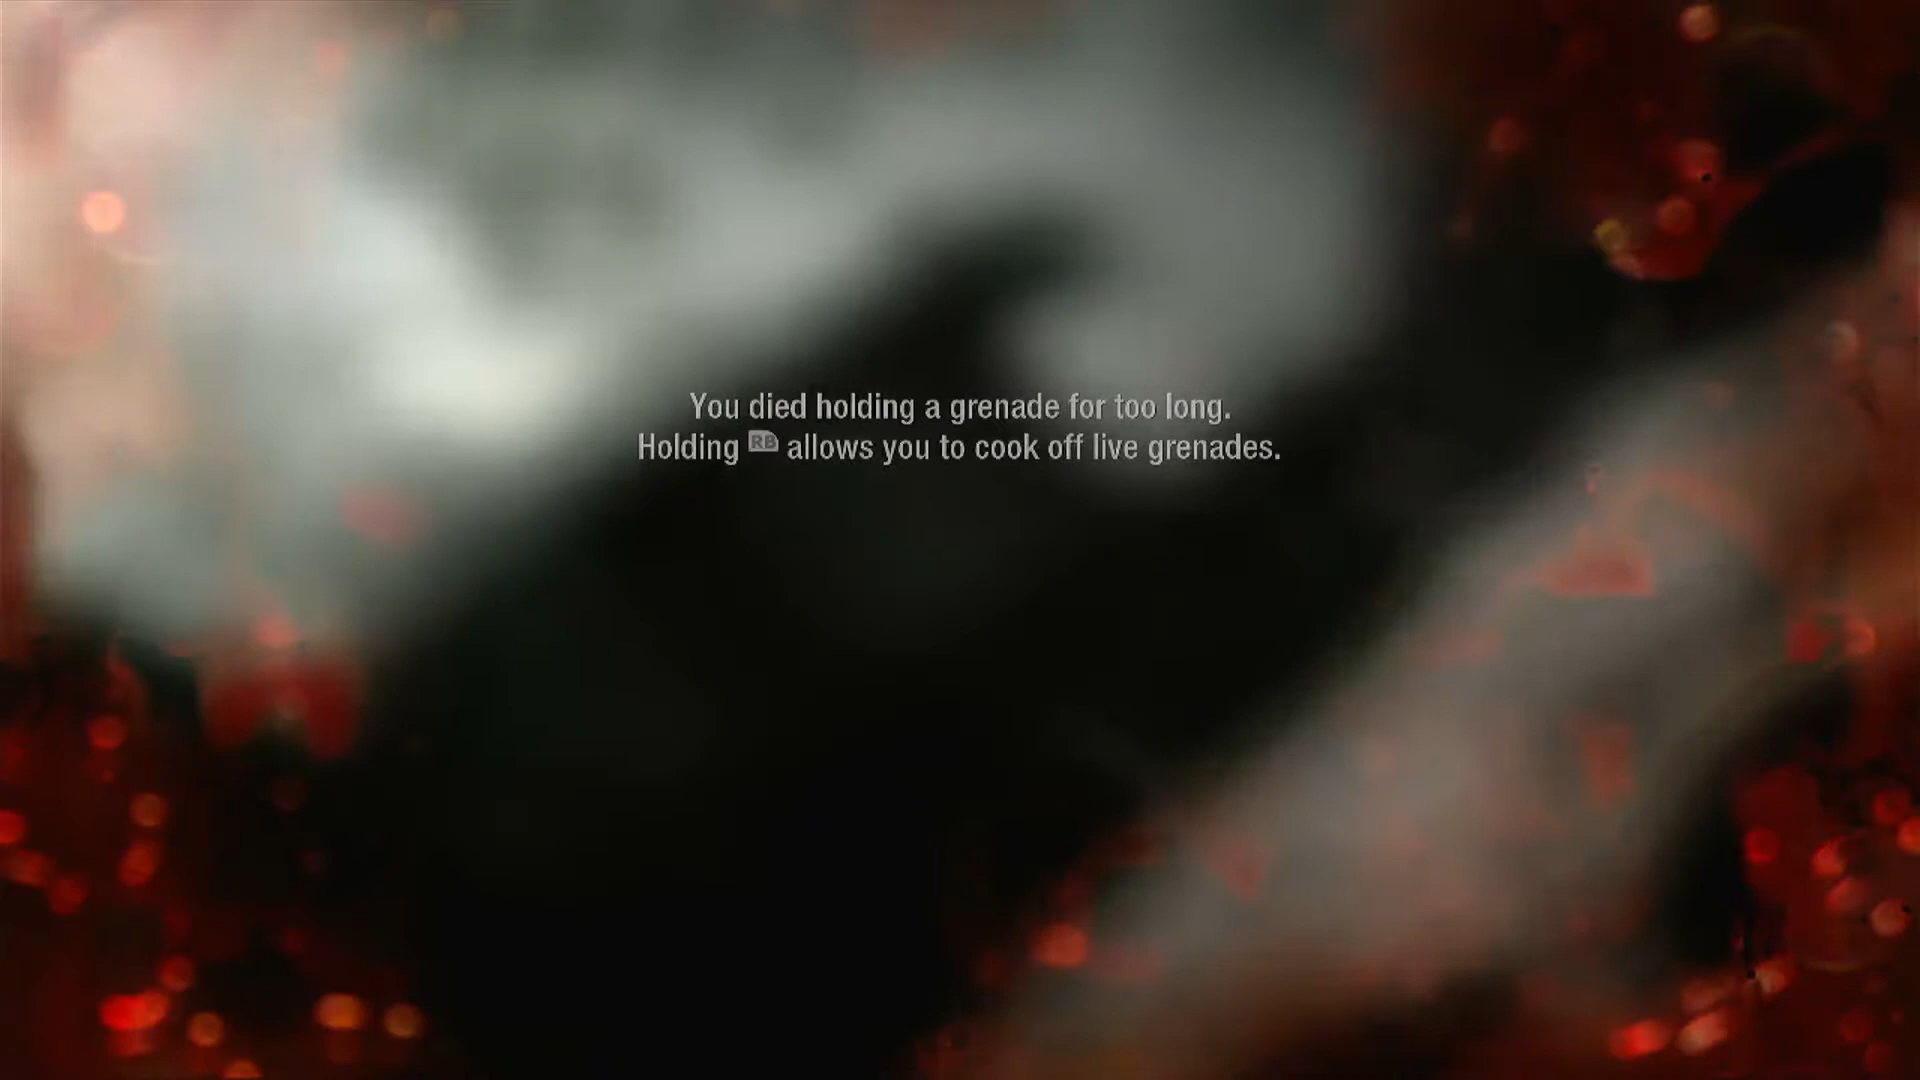 You died holding a grenade for too long.
Holding RB allows you to cook off live grenades.